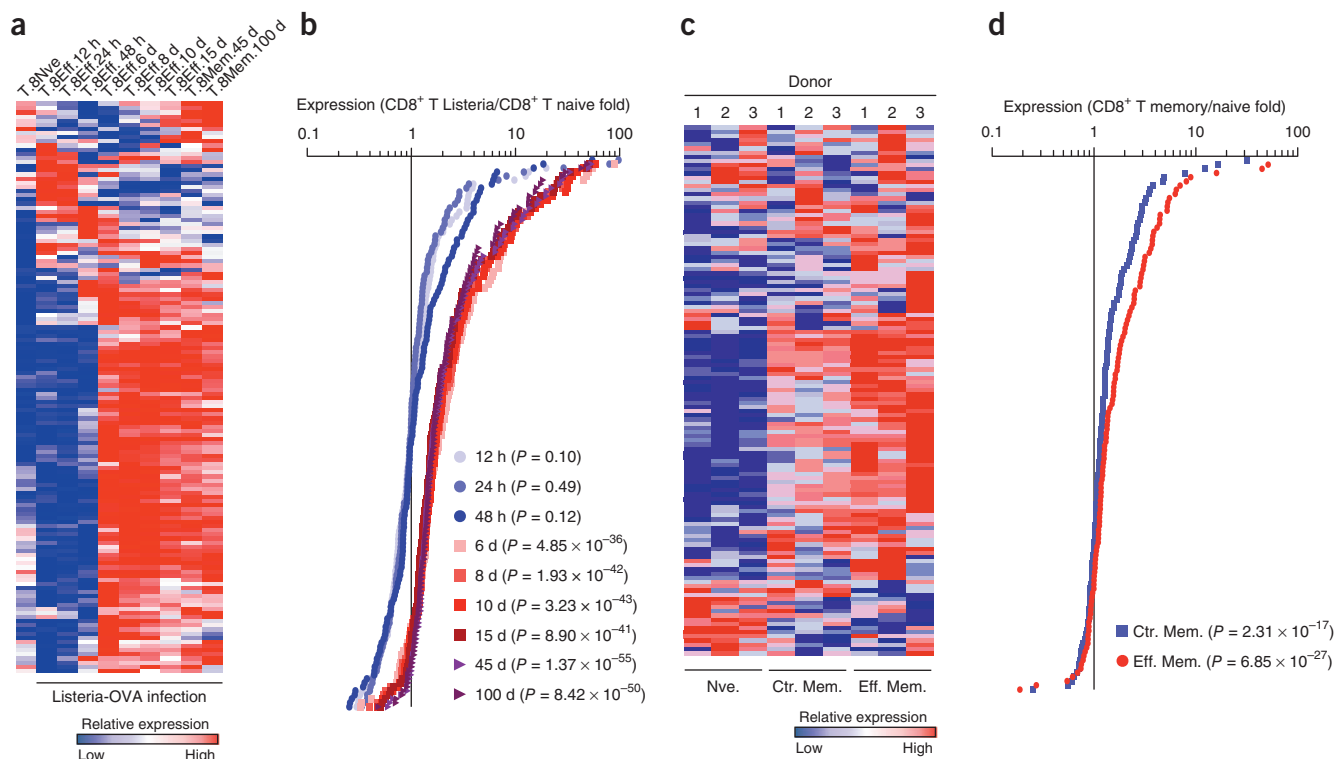 a
T.8Nve
T.8Eff.12 h
T.8Eff.24 h
T.8Eff. 48 h
T.8Eff.6 d
T.8Eff.8 d
T.8Eff.10 d
T.8Eff.15 d
T.8Mem.45 d
T.8Mem.100 d
Listeria-OVA infection
Relative expression
Low High
b
Expression (CD8+ T Listeria/CD8+ T naive fold)
0.1 1 10 100
12 h (P = 0.10)
24 h (P = 0.49)
48 h (P = 0.12)
6 d (P = 4.85 × 10–36)
8 d (P = 1.93 × 10–42)
10 d (P = 3.23 × 10–43)
15 d (P = 8.90 × 10–41)
45 d (P = 1.37 × 10–55)
100 d (P = 8.42 × 10–50)
c
Donor
1 2 3 1 2 3 1 2 3
Nve. Ctr. Mem. Eff. Mem.
Relative expression
Low High
d
Expression (CD8+ T memory/naive fold)
0.1 1 10 100
Ctr. Mem. (P = 2.31 × 10–17)
Eff. Mem. (P = 6.85 × 10–27)